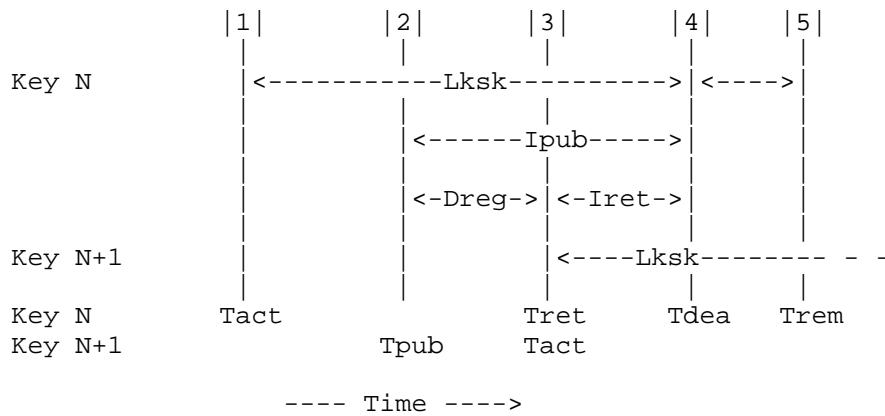 |1| |2| |3| |4| |5|
Key N |<-----------Lksk---------->|<---->|
|<------Ipub----->|
|<-Dreg->|<-Iret->|
Key N+1 |<----Lksk-------- - -
Key N Tact Tret Tdea Trem
Key N+1 Tpub Tact
---- Time ---->